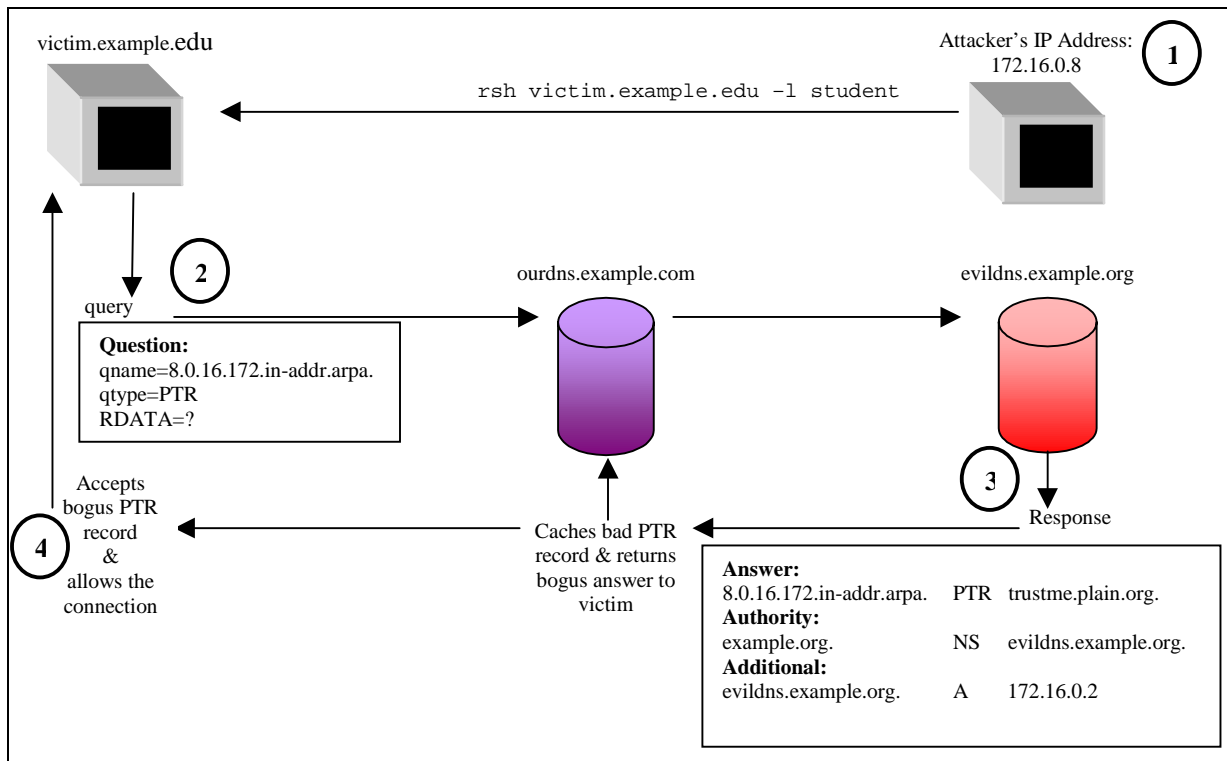 victim.example.edu
Attacker's IP Address:
172.16.0.8
1
rsh victim.example.edu –l student
2
query
ourdns.example.com
evildns.example.org
Question:
qname=8.0.16.172.in-addr.arpa.
qtype=PTR
RDATA=?
3
Response
4
Accepts
bogus PTR
record
&
allows the
connection
Caches bad PTR
record & returns
bogus answer to
victim
Answer:
8.0.16.172.in-addr.arpa. PTR trustme.plain.org.
Authority:
example.org. NS evildns.example.org.
Additional:
evildns.example.org. A 172.16.0.2